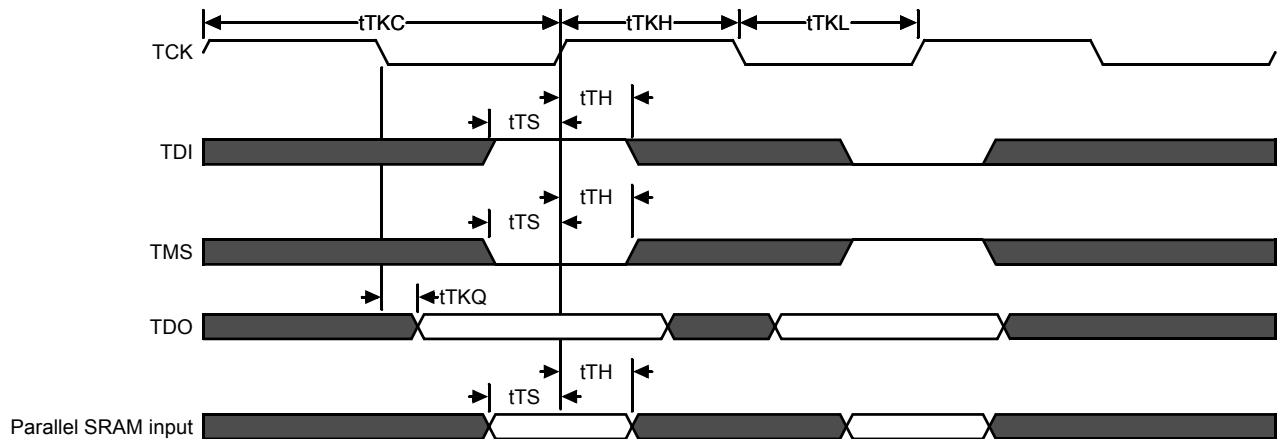 tTKC tTKH tTKL
TCK
tTH
tTS
TDI
tTH
tTS
TMS
tTKQ
TDO
tTH
tTS
Parallel SRAM input